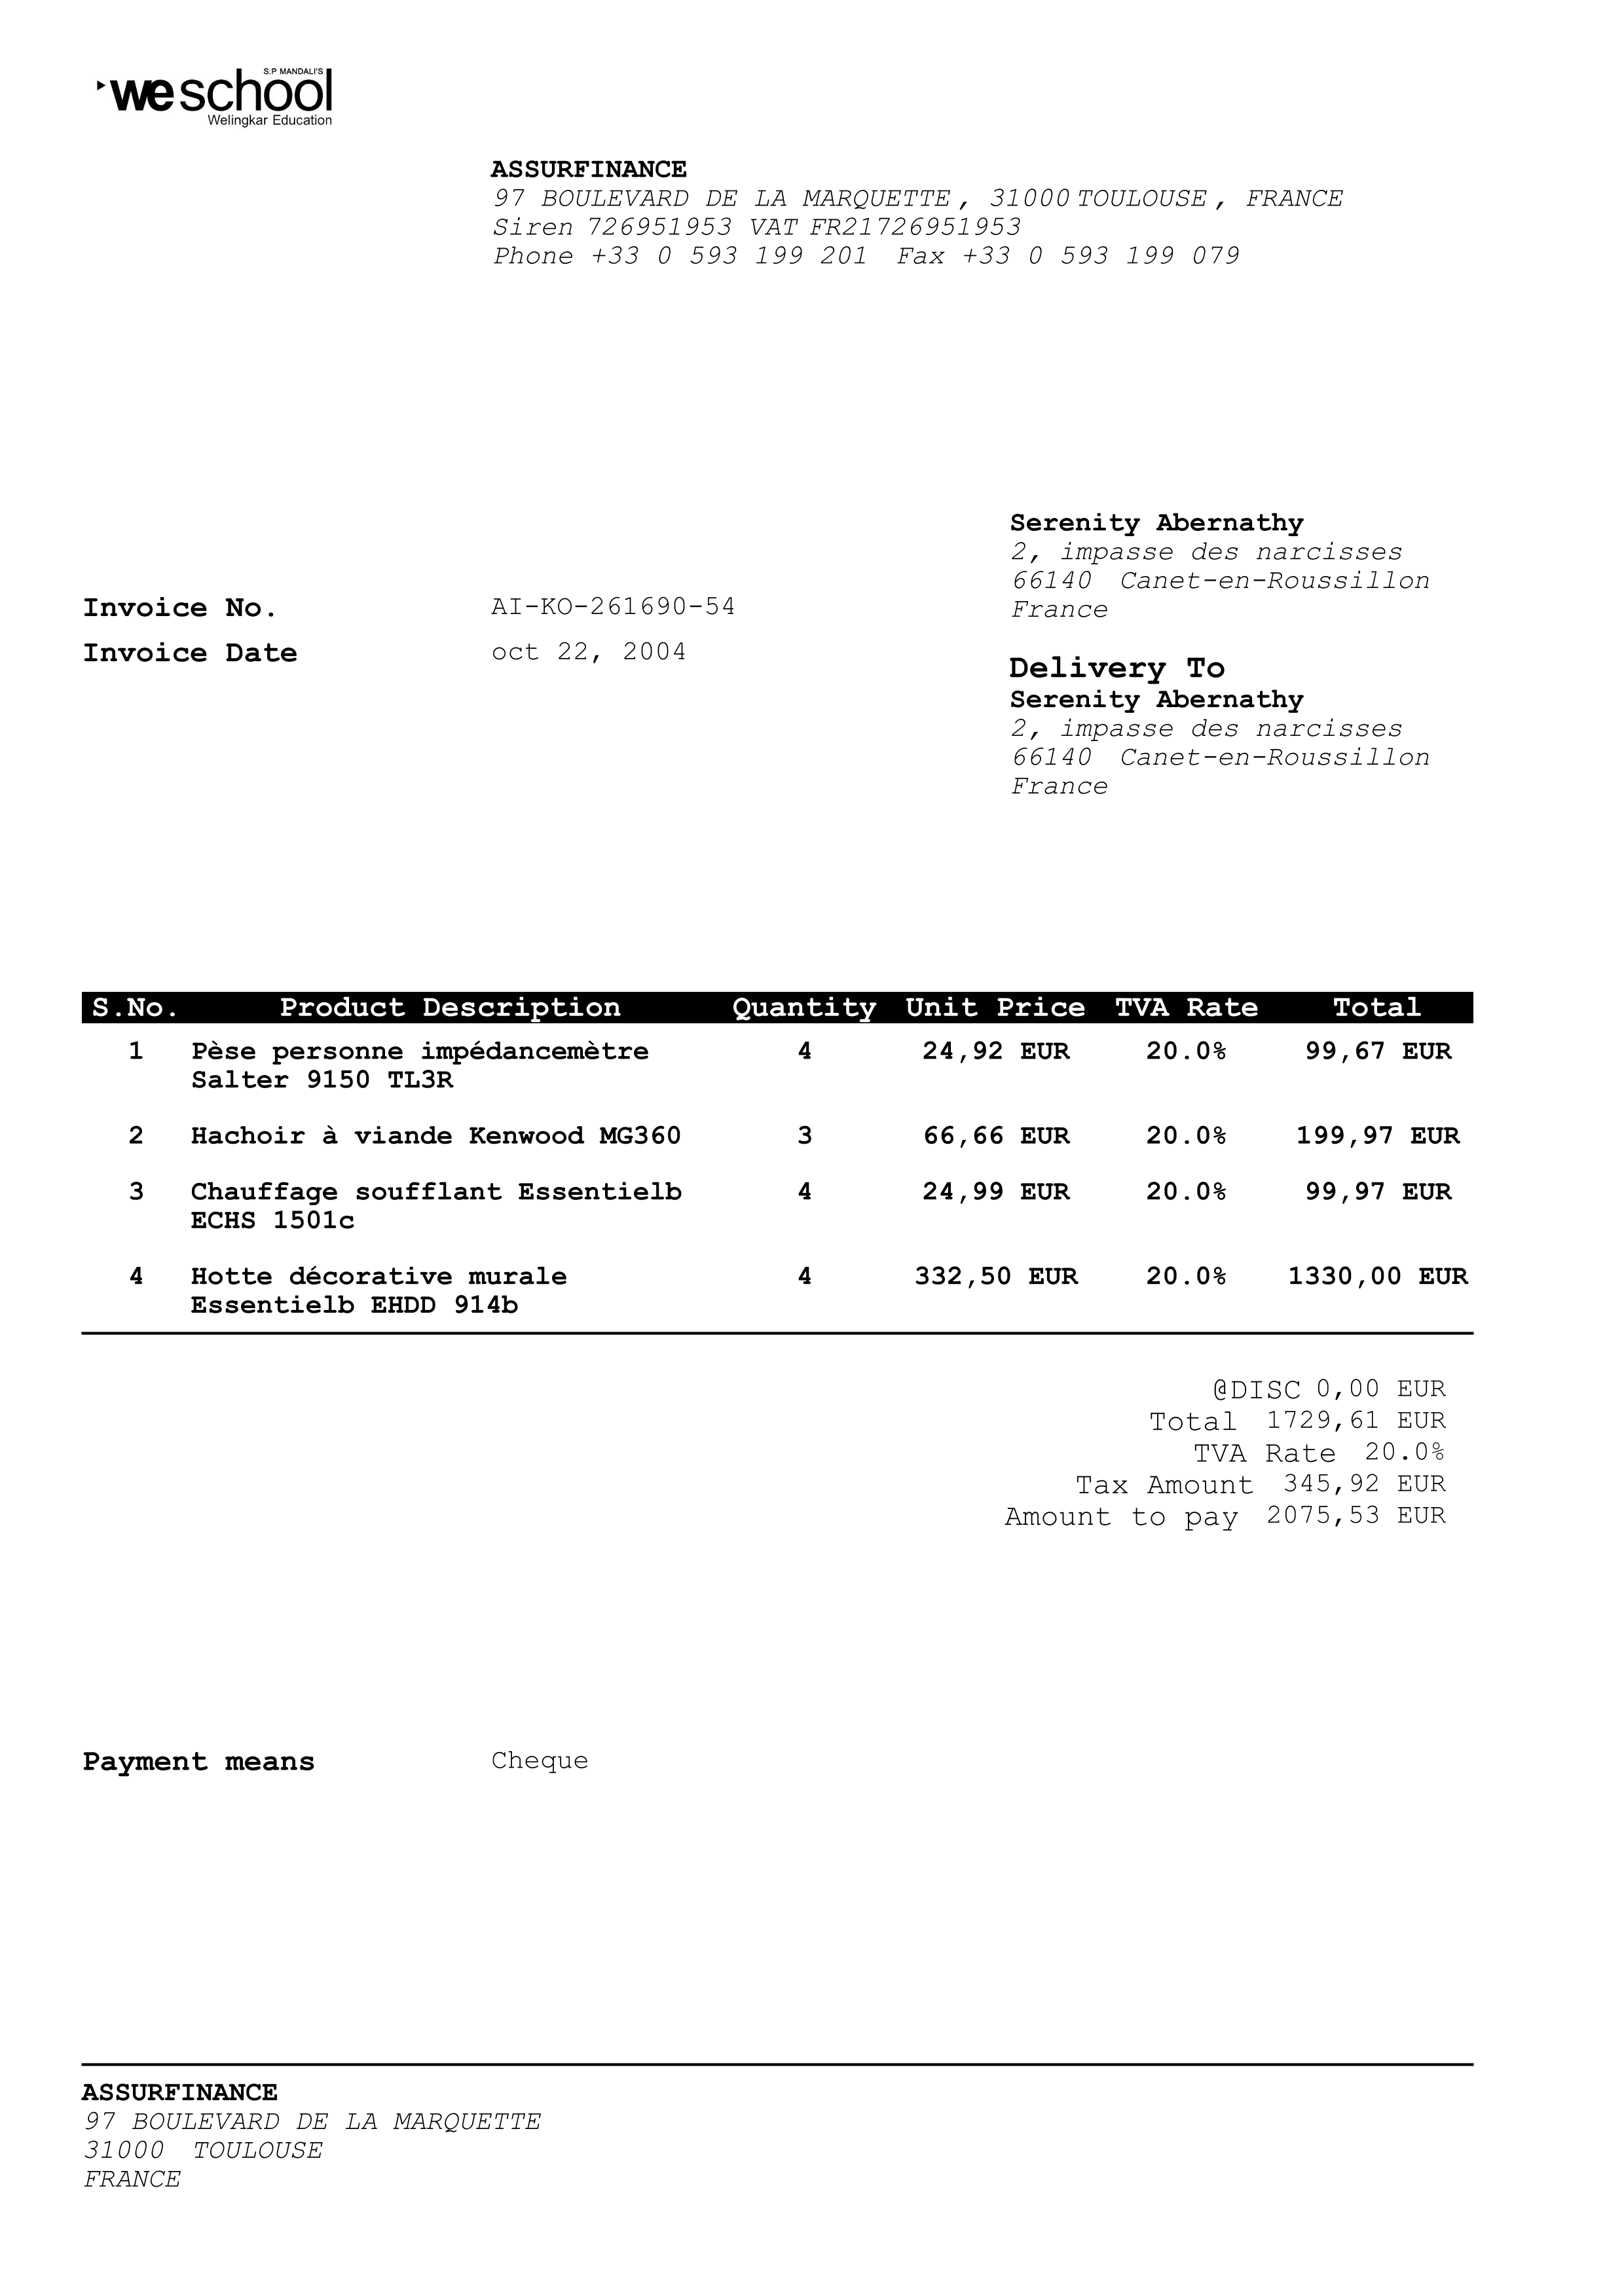 S.P MANDALI'S
we school
Welingkar Education
ASSURFINANCE
97 BOULEVARD DE LA MARQUETTE , 31000 TOULOUSE , FRANCE
Siren 726951953 VAT FR21726951953
Phone +33 0 593 199 201 Fax +33 0 593 199 079
Serenity Abernathy
2, impasse des narcisses
66140 Canet-en-Roussillon
France
Invoice No. AI-KO-261690-54
Invoice Date oct 22, 2004
Delivery To
Serenity Abernathy
2, impasse des narcisses
66140 Canet-en-Roussillon
France
S.No. Product Description Quantity Unit Price TVA Rate Total
1 Pèse personne impédancemètre 4 24,92 EUR 20.0% 99,67 EUR
Salter 9150 TL3R
2 Hachoir à viande Kenwood MG360 3 66,66 EUR 20.0% 199,97 EUR
3 Chauffage soufflant Essentielb 4 24,99 EUR 20.0% 99,97 EUR
ECHS 1501c
4 Hotte décorative murale 4 332,50 EUR 20.0% 1330,00 EUR
Essentielb EHDD 914b
@DISC 0,00 EUR
Total 1729,61 EUR
TVA Rate 20.0%
Tax Amount 345,92 EUR
Amount to pay 2075,53 EUR
Payment means Cheque
ASSURFINANCE
97 BOULEVARD DE LA MARQUETTE
31000 TOULOUSE
FRANCE